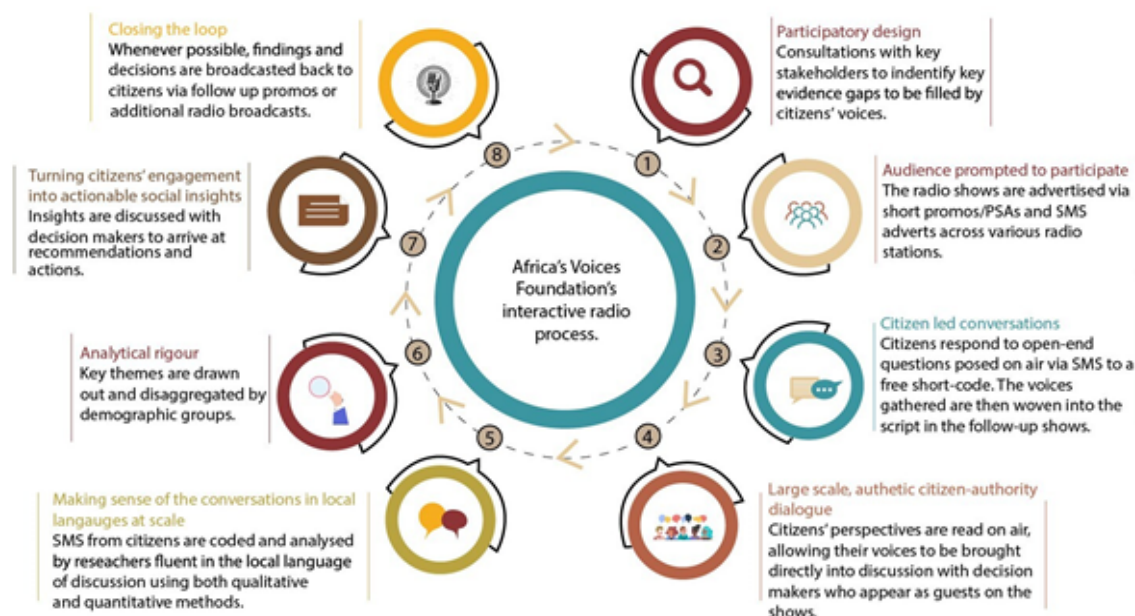 Africa's Voices
Foundation's
interactive radio
process.
1
Participatory design
Consultations with key
stakeholders to indentify key
evidence gaps to be filled by
citizens' voices.
2
Audience prompted to participate
The radio shows are advertised via
short promos/PSAs and SMS
adverts across various radio
stations.
3
Citizen led conversations
Citizens respond to open-end
questions posed on air via SMS to a
free short-code. The voices
gathered are then woven into the
script in the follow-up shows.
4
Large scale, authetic citizen-authority
dialogue
Citizens' perspectives are read on air,
allowing their voices to be brought
directly into discussion with decision
makers who appear as guests on the
shows.
5
Making sense of the conversations in local
langauges at scale
SMS from citizens are coded and analysed
by reseachers fluent in the local language
of discussion using both qualitative
and quantitative methods.
6
Analytical rigour
Key themes are drawn
out and disaggregated by
demographic groups.
7
Turning citizens' engagement
into actionable social insights
Insights are discussed with
decision makers to arrive at
recommendations and
actions.
8
Closing the loop
Whenever possible, findings and
decisions are broadcasted back to
citizens via follow up promos or
additional radio broadcasts.